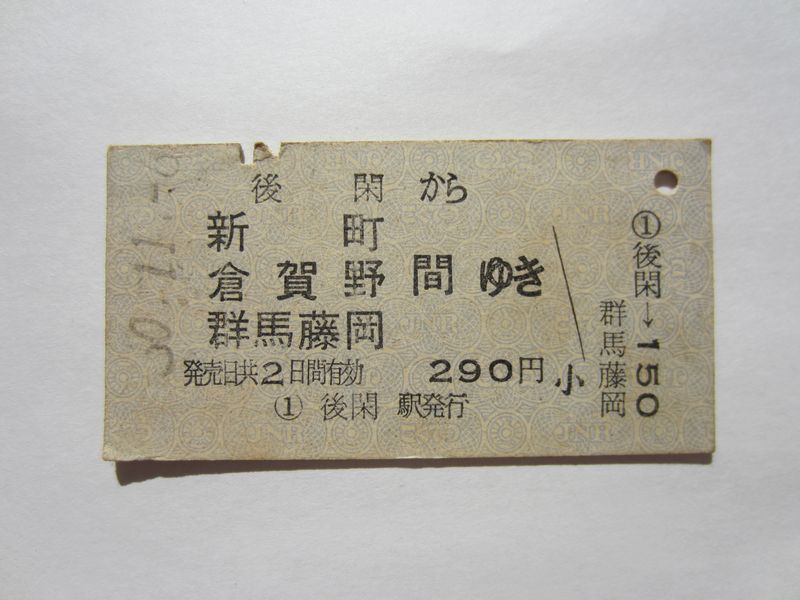 後閑から
新町
倉賀野間ゆき
群馬藤岡
発売日共2日間有効 290円
① 後閑 駅発行
小
①後閑→150
群馬藤岡